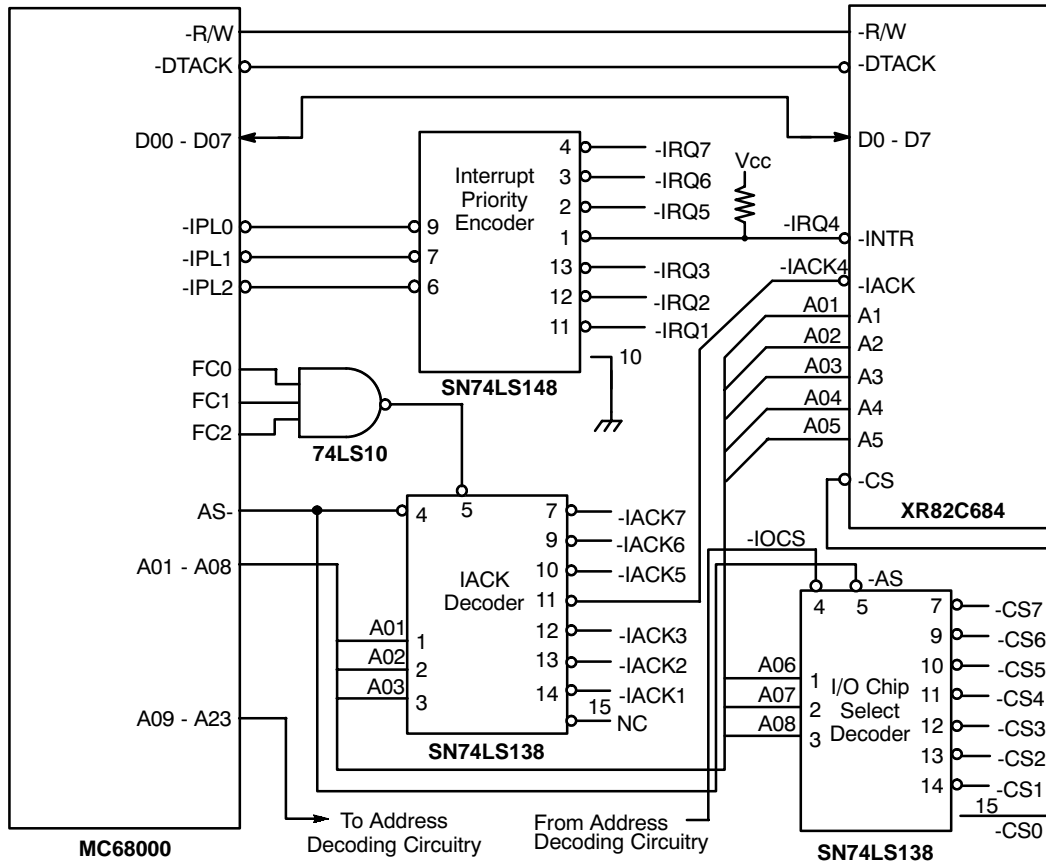 -R/W
-DTACK
D00 - D07
-IPL0
-IPL1
-IPL2
FC0
FC1
FC2
AS-
A01 - A08
A09 - A23
MC68000
Interrupt
Priority
Encoder
9
7
6
4
3
2
1
13
12
11
10
-IRQ7
-IRQ6
-IRQ5
-IRQ4
-IRQ3
-IRQ2
-IRQ1
SN74LS148
Vcc
74LS10
IACK
Decoder
4
5
A01
1
A02
2
A03
3
7
9
10
11
12
13
14
15
-IACK7
-IACK6
-IACK5
-IACK3
-IACK2
-IACK1
NC
SN74LS138
To Address
Decoding Circuitry
From Address
Decoding Circuitry
-R/W
-DTACK
D0 - D7
-INTR
-IACK4
-IACK
A01
A1
A02
A2
A03
A3
A04
A4
A05
A5
-CS
XR82C684
-IOCS
-AS
4
5
A06
1
A07
2
A08
3
I/O Chip
Select
Decoder
7
9
10
11
12
13
14
15
-CS7
-CS6
-CS5
-CS4
-CS3
-CS2
-CS1
-CS0
SN74LS138